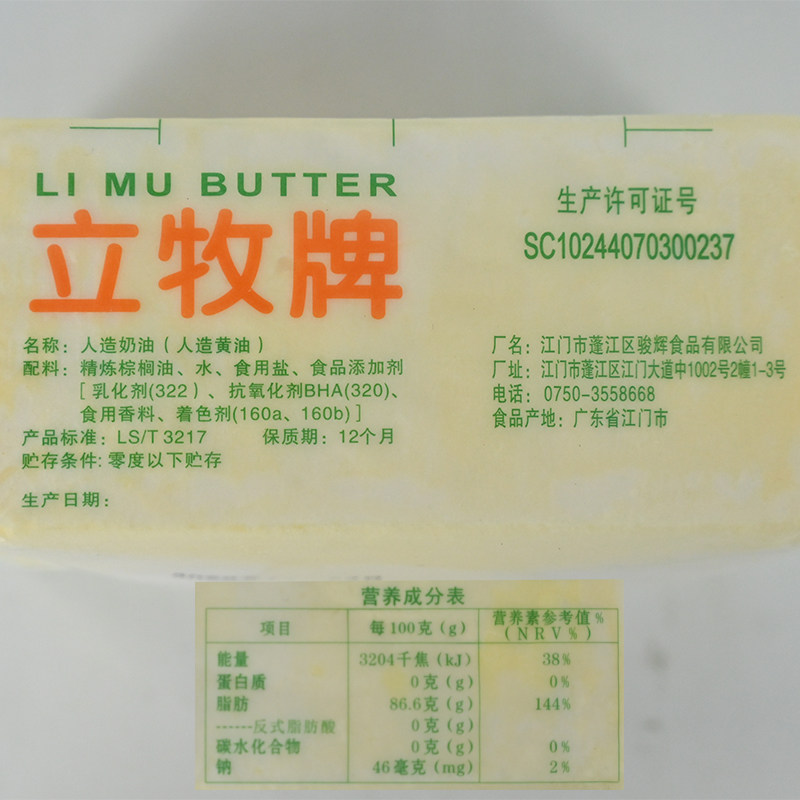 LI MU BUTTER
立牧牌
名称：人造奶油（人造黄油）
配料：精炼棕榈油、水、食用盐、食品添加剂
[乳化剂(322)、抗氧化剂BHA(320)、
食用香料、着色剂(160a、160b)]
产品标准：LS/T 3217 保质期：12个月
贮存条件：零度以下贮存
生产日期：
生产许可证号
SC10244070300237
厂名：江门市蓬江区骏辉食品有限公司
厂址：江门市蓬江区江门大道中1002号2幢1-3号
电话：0750-3558668
食品产地：广东省江门市
营养成分表
项目 每100克(g) 营养素参考值%(NRV%)
能量 3204千焦(kJ) 38%
蛋白质 0克(g) 0%
脂肪 86.6克(g) 144%
------反式脂肪酸 0克(g)
碳水化合物 0克(g) 0%
钠 46毫克(mg) 2%